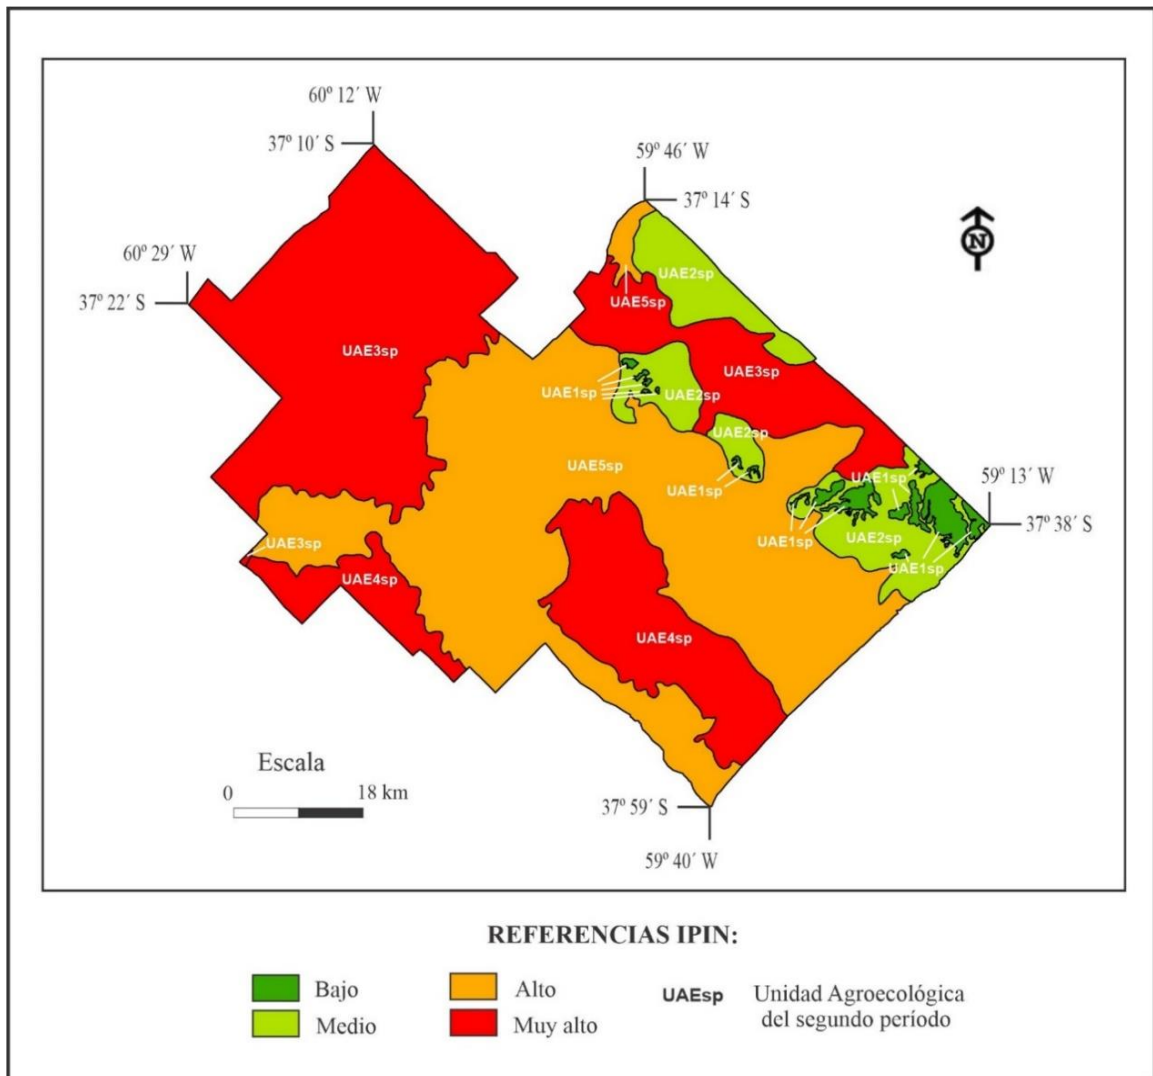 60º 12´ W
37º 10´ S
59º 46´ W
37º 14´ S
N
60º 29´ W
37º 22´ S
UAE2sp
UAE5sp
UAE3sp
UAE3sp
UAE1sp
UAE2sp
UAE2sp
UAE5sp
UAE1sp
UAE1sp
59º 13´ W
37º 38´ S
UAE3sp
UAE1sp
UAE2sp
UAE1sp
UAE4sp
UAE4sp
Escala
0 18 km
37º 59´ S
59º 40´ W
REFERENCIAS IPIN:
Bajo
Alto
UAEsp Unidad Agroecológica
del segundo período
Medio
Muy alto